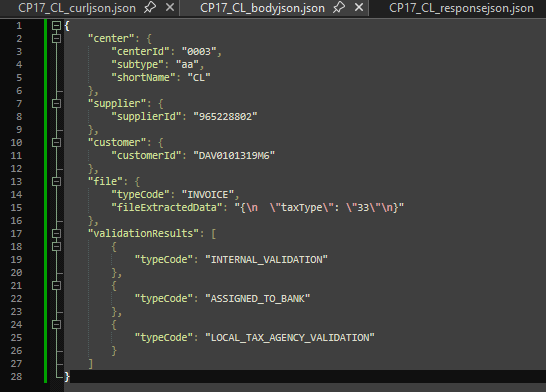 CP17_CL_curljson.json CP17_CL_bodyjson.json CP17_CL_responsejson.json
1 {
2 "center": {
3 "centerId": "0003",
4 "subtype": "aa",
5 "shortName": "CL"
6 },
7 "supplier": {
8 "supplierId": "965228802"
9 },
10 "customer": {
11 "customerId": "DAV0101319M6"
12 },
13 "file": {
14 "typeCode": "INVOICE",
15 "fileExtractedData": "{\n  \"taxType\": \"33\"\n}"
16 },
17 "validationResults": [
18 {
19 "typeCode": "INTERNAL_VALIDATION"
20 },
21 {
22 "typeCode": "ASSIGNED_TO_BANK"
23 },
24 {
25 "typeCode": "LOCAL_TAX_AGENCY_VALIDATION"
26 }
27 ]
28 }